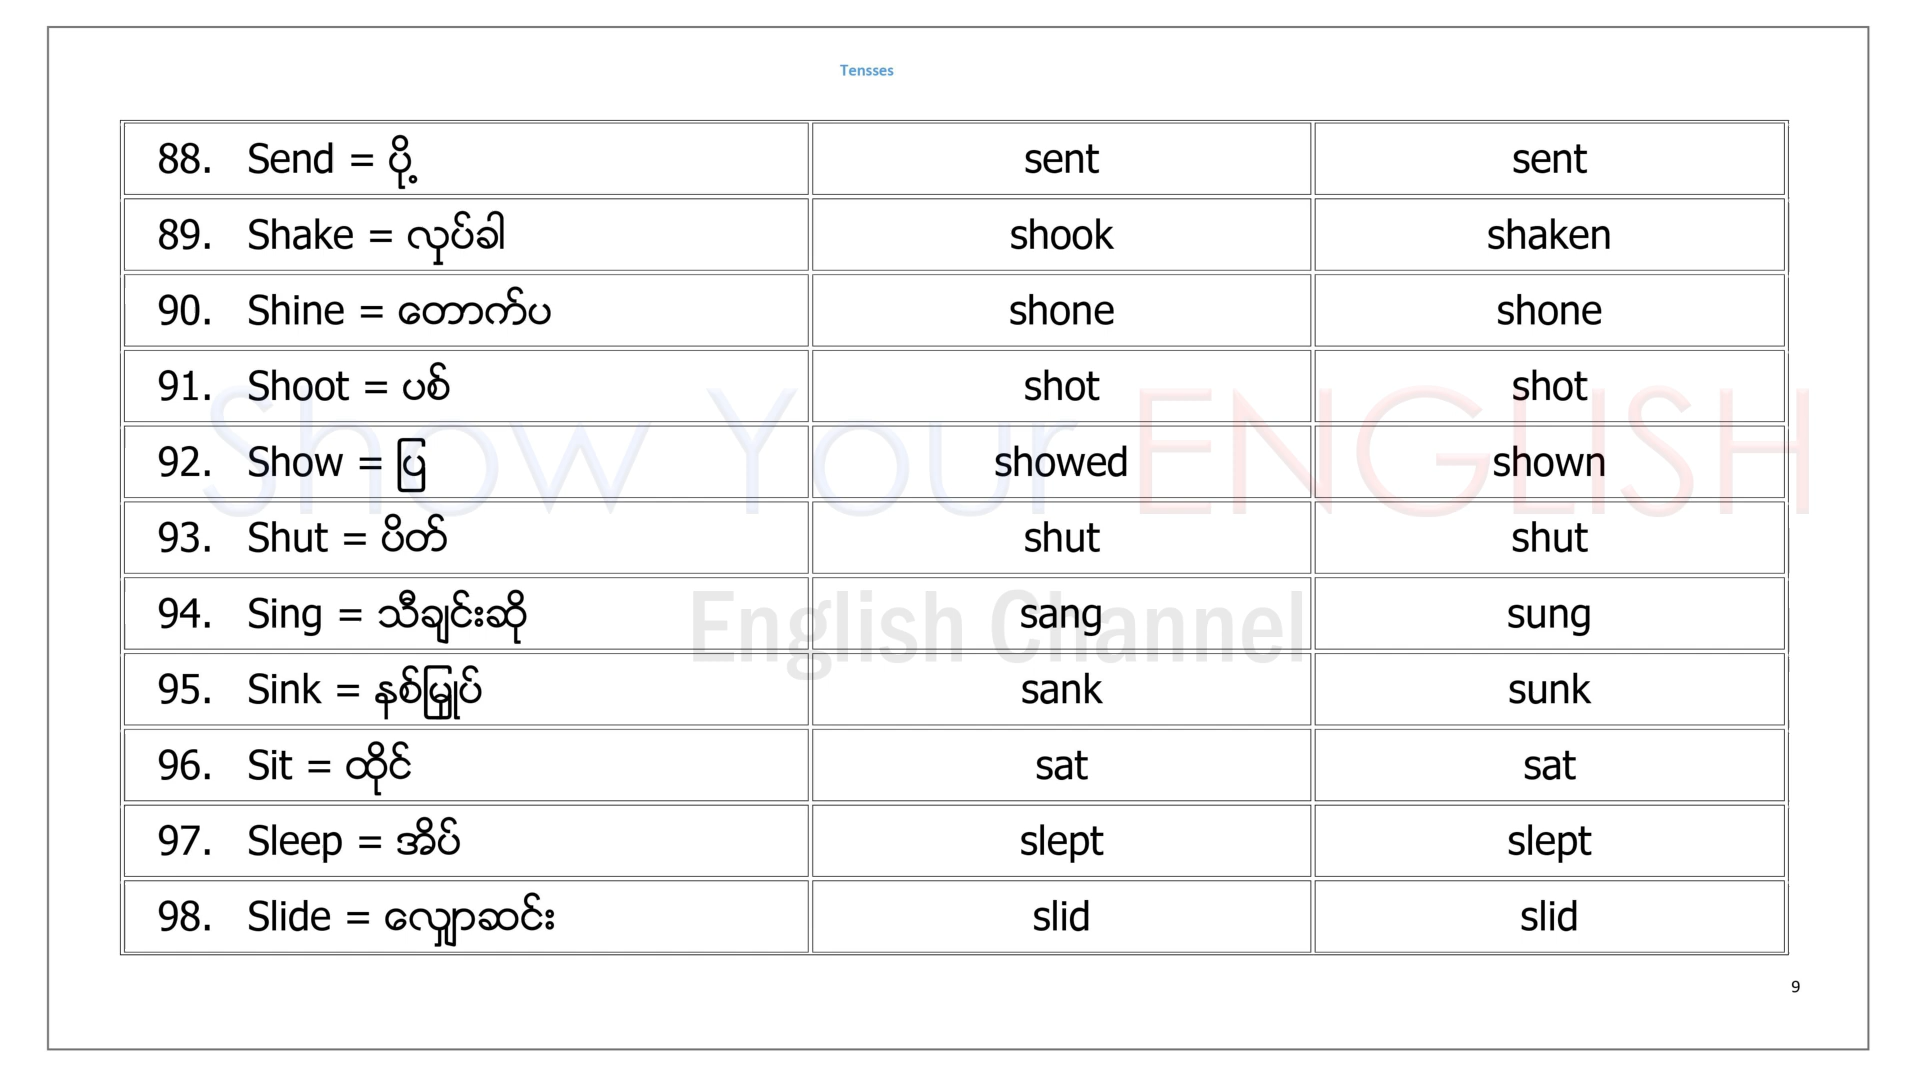 Tensses
88. Send = ပို့ sent sent
89. Shake = လှုပ်ခါ shook shaken
90. Shine = တောက်ပ shone shone
91. Shoot = ပစ် shot shot
Show Your ENGLISH
92. Show = ပြ showed shown
93. Shut = ပိတ် shut shut
94. Sing = သီချင်းဆို sang sung
English Channel
95. Sink = နစ်မြှုပ် sank sunk
96. Sit = ထိုင် sat sat
97. Sleep = အိပ် slept slept
98. Slide = လျှောဆင်း slid slid
9